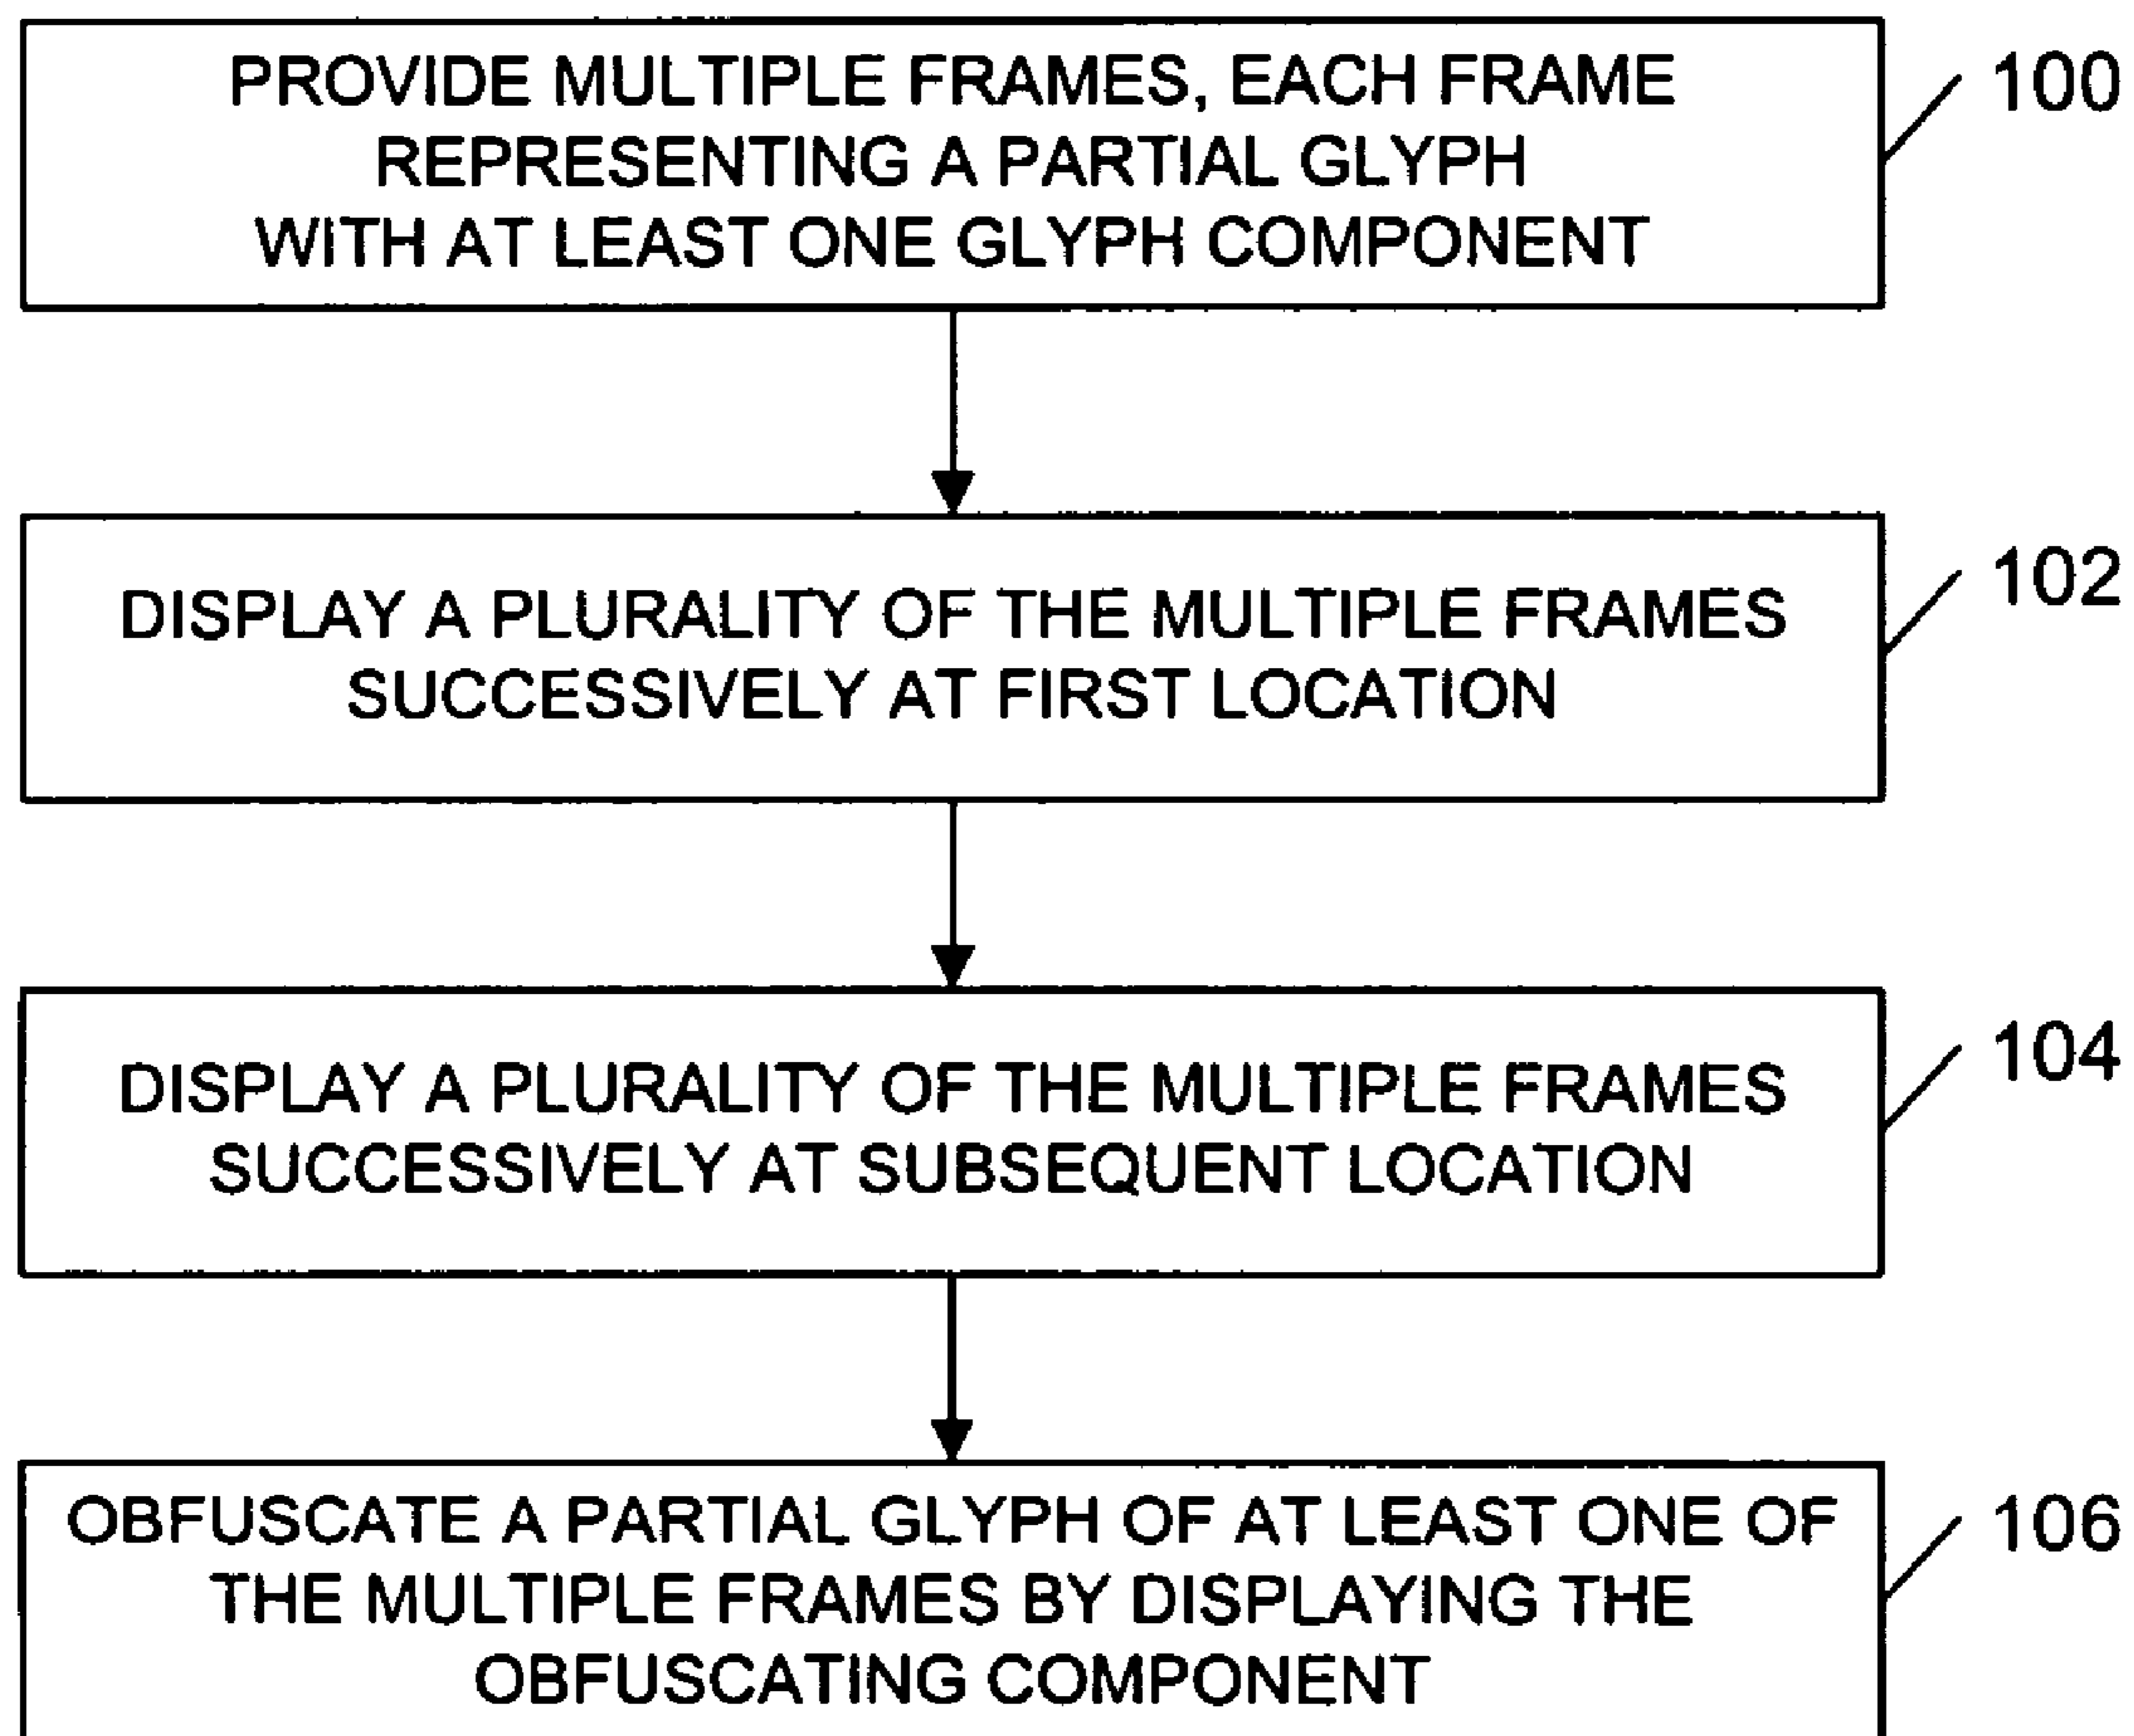 PROVIDE MULTIPLE FRAMES, EACH FRAME
REPRESENTING A PARTIAL GLYPH
WITH AT LEAST ONE GLYPH COMPONENT
100
DISPLAY A PLURALITY OF THE MULTIPLE FRAMES
SUCCESSIVELY AT FIRST LOCATION
102
DISPLAY A PLURALITY OF THE MULTIPLE FRAMES
SUCCESSIVELY AT SUBSEQUENT LOCATION
104
OBFUSCATE A PARTIAL GLYPH OF AT LEAST ONE OF
THE MULTIPLE FRAMES BY DISPLAYING THE
OBFUSCATING COMPONENT
106